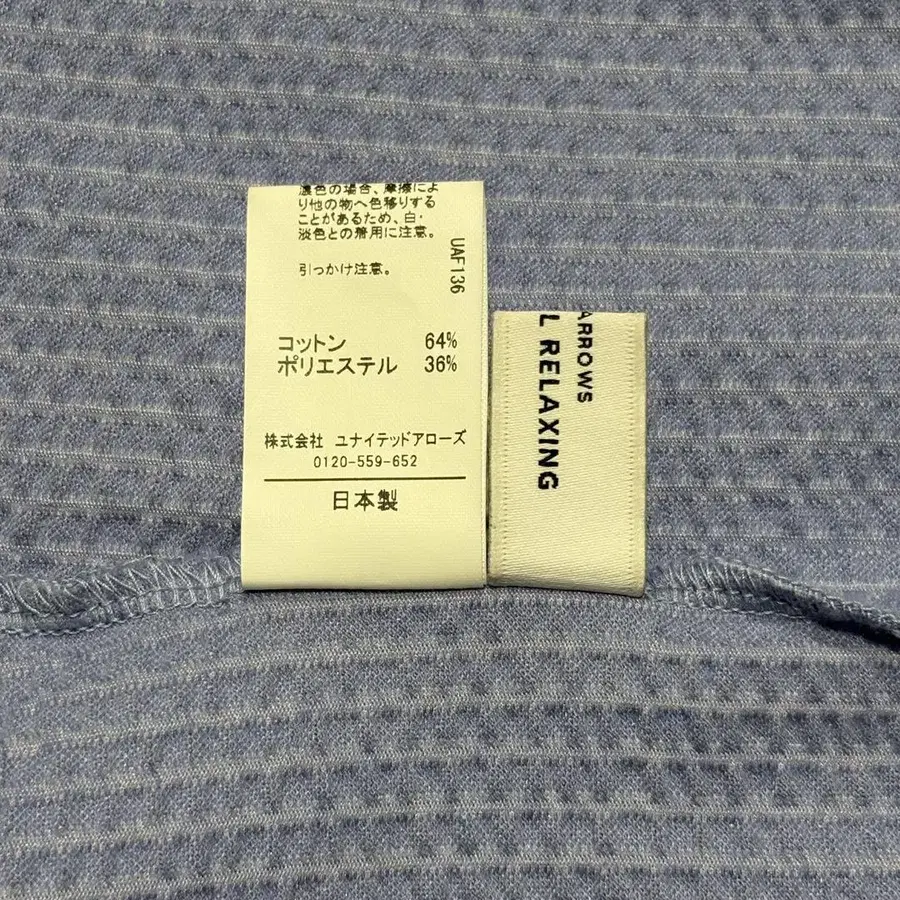 濃色の場合、摩擦によ
り他の物へ色移りする
ことがあるため、白・
淡色との着用に注意。
引っかけ注意。
UAF136
コットン 64%
ポリエステル 36%
株式会社 ユナイテッドアローズ
0120-559-652
日本製
ARROWS
L RELAXING